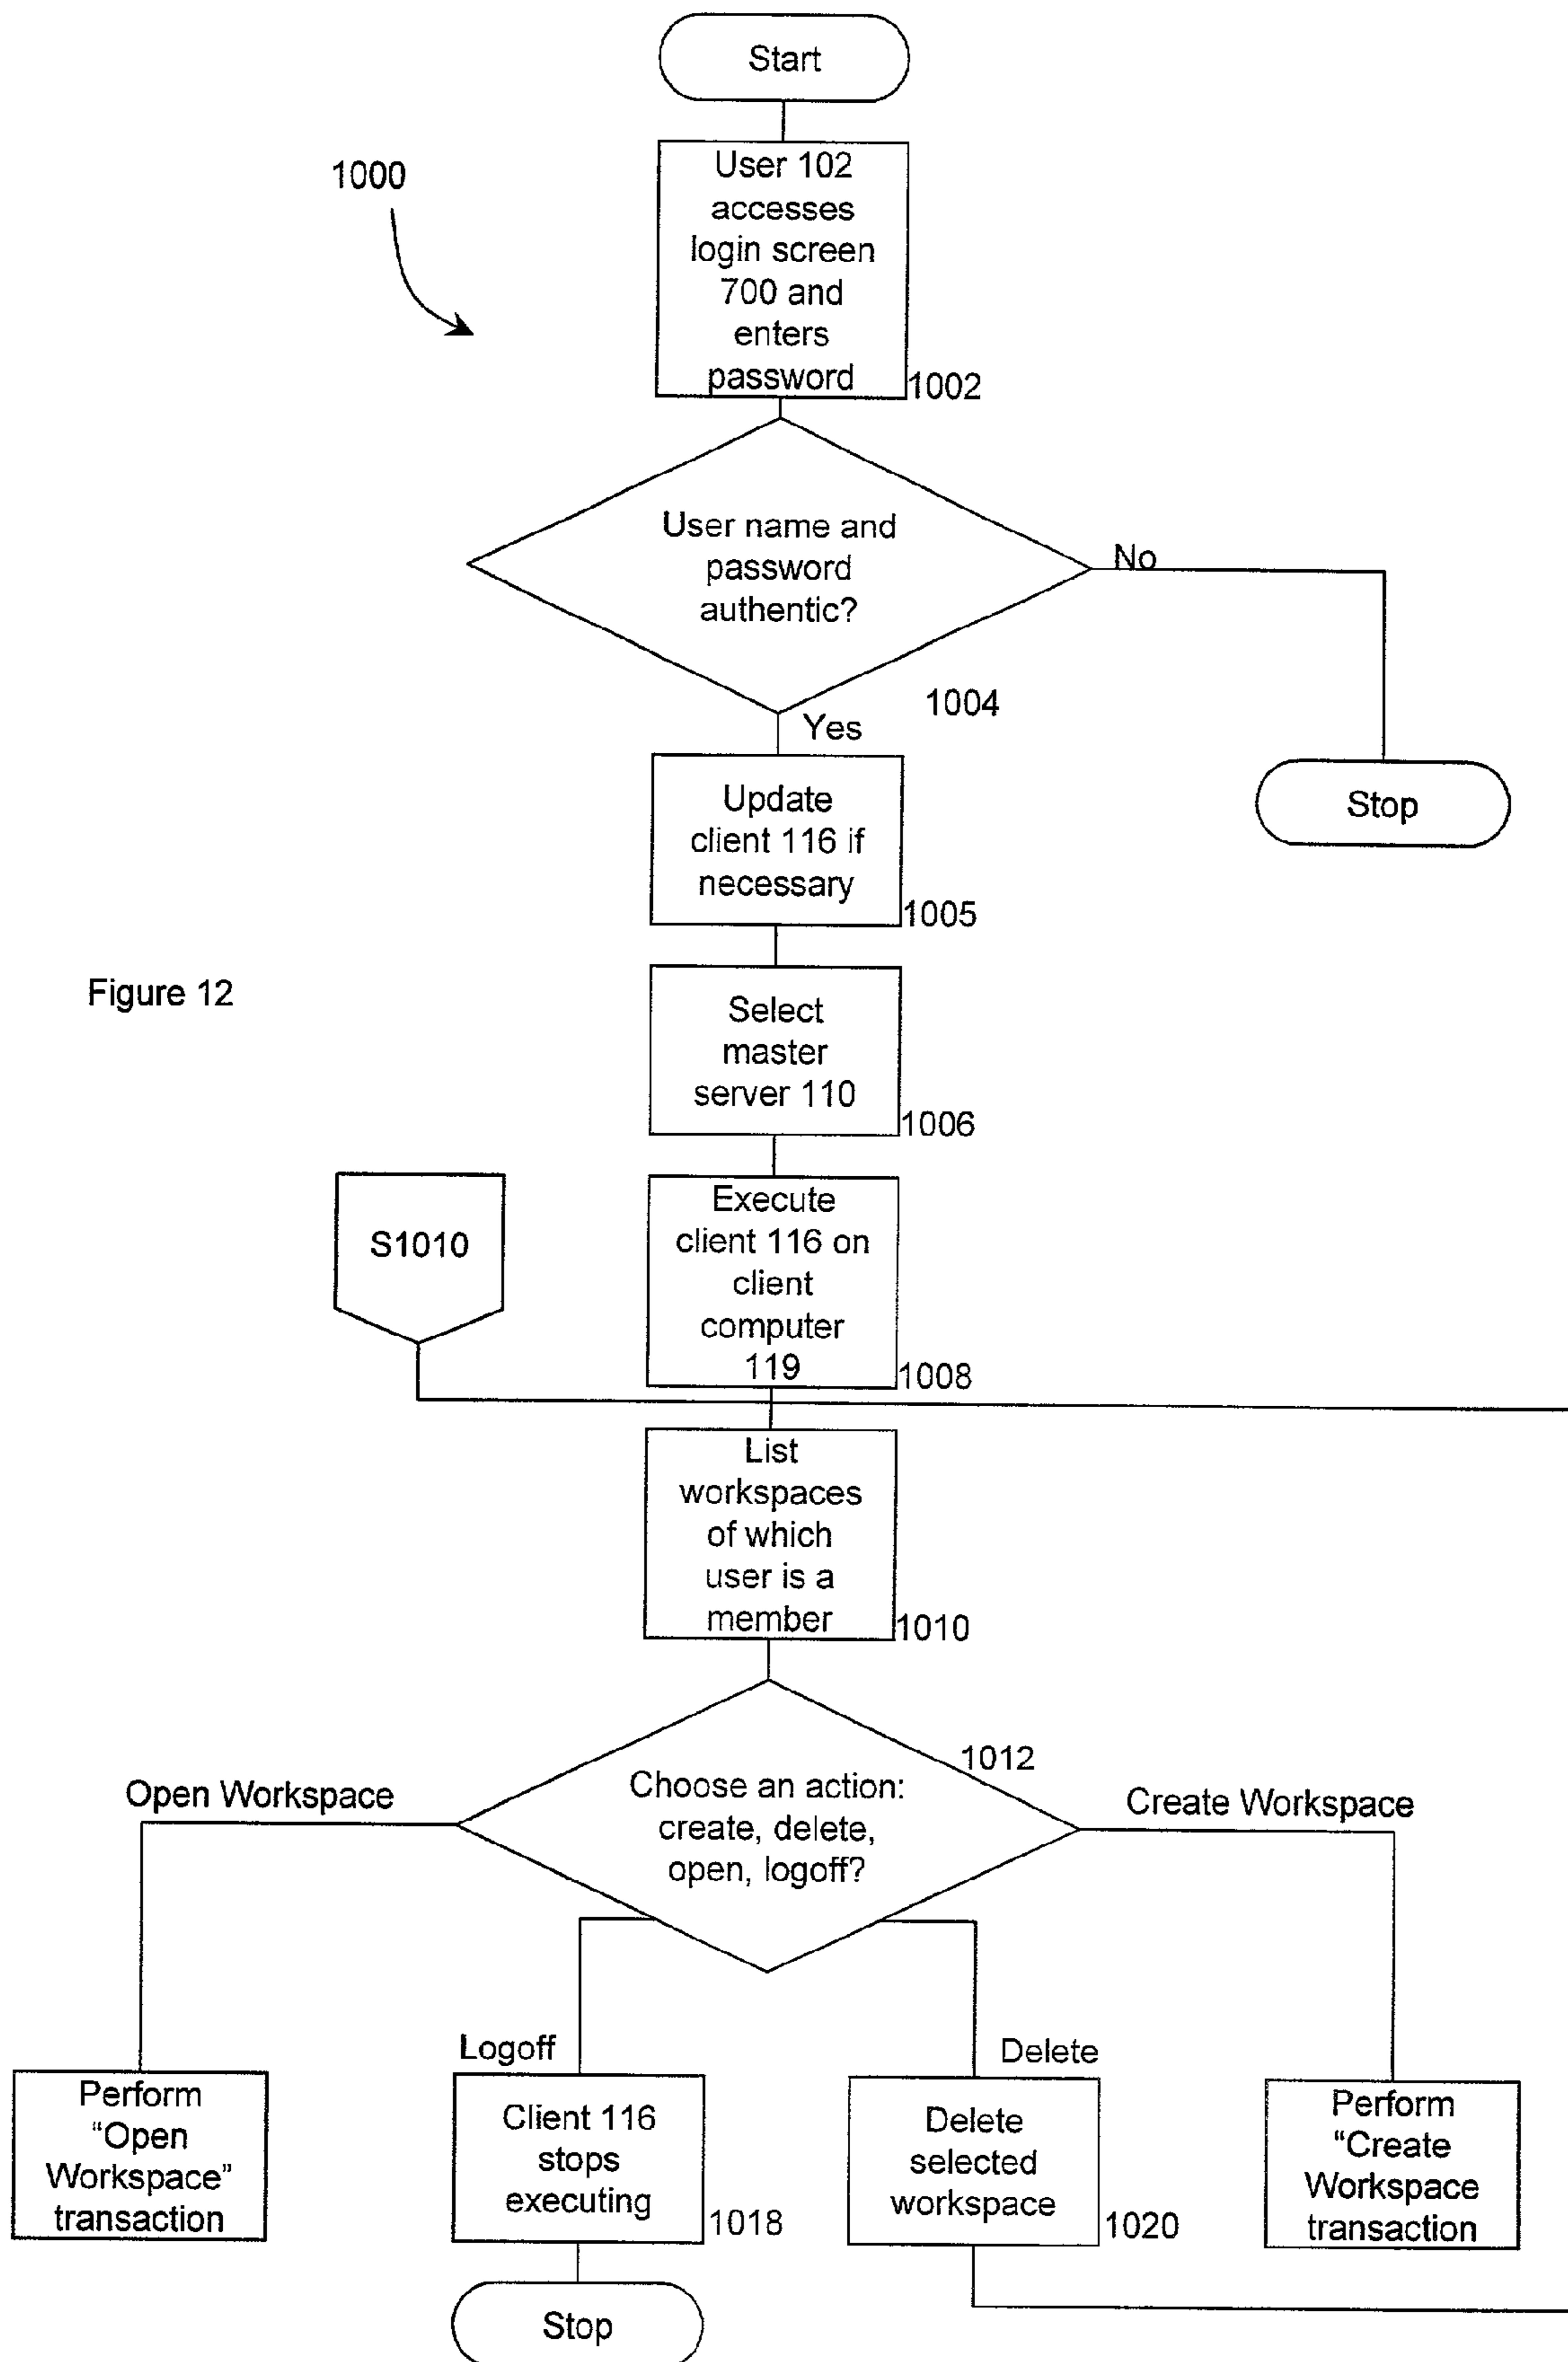 Start
1000
User 102
accesses
login screen
700 and
enters
password
1002
User name and
password
authentic?
No
1004
Yes
Stop
Update
client 116 if
necessary
1005
Figure 12
Select
master
server 110
1006
S1010
Execute
client 116 on
client
computer
119
1008
List
workspaces
of which
user is a
member
1010
1012
Choose an action:
create, delete,
open, logoff?
Open Workspace
Create Workspace
Logoff
Delete
Perform
“Open
Workspace”
transaction
Client 116
stops
executing
1018
Delete
selected
workspace
1020
Perform
“Create
Workspace
transaction
Stop